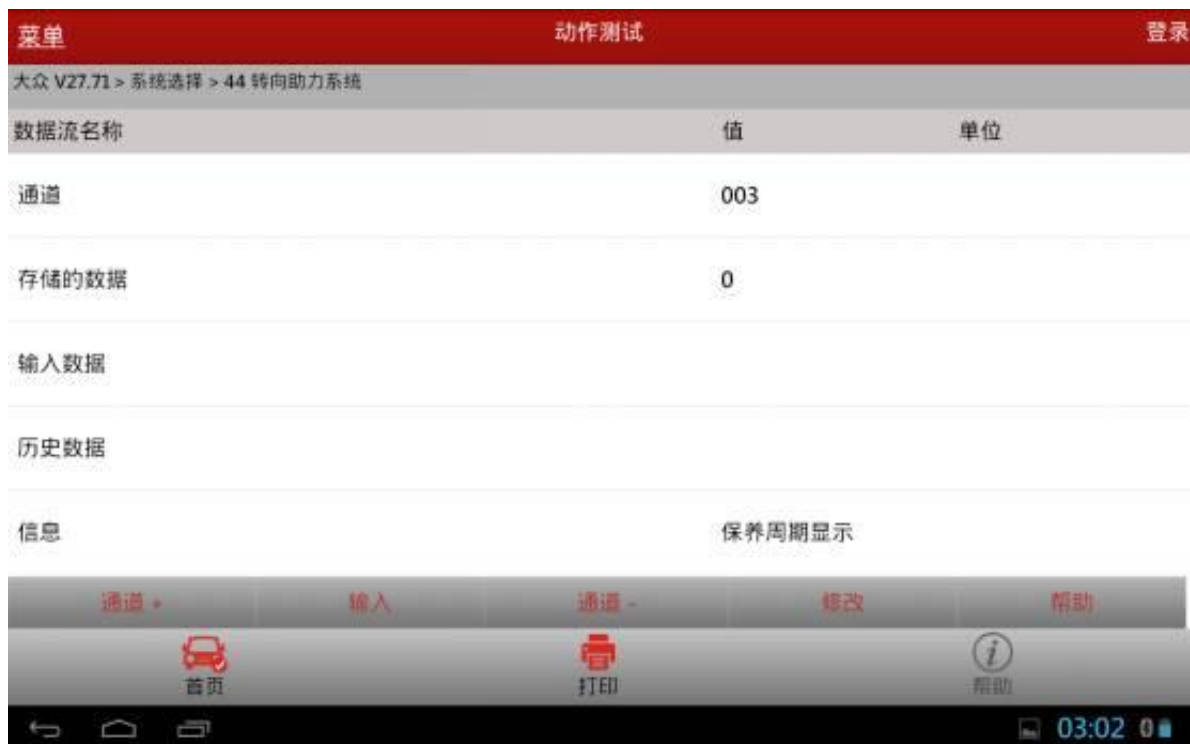 菜单 动作测试 登录
大众 V27.71 > 系统选择 > 44 转向助力系统
数据流名称 值 单位
通道 003
存储的数据 0
输入数据
历史数据
信息 保养周期显示
通道 + 输入 通道 - 修改 帮助
首页 打印 帮助
03:02